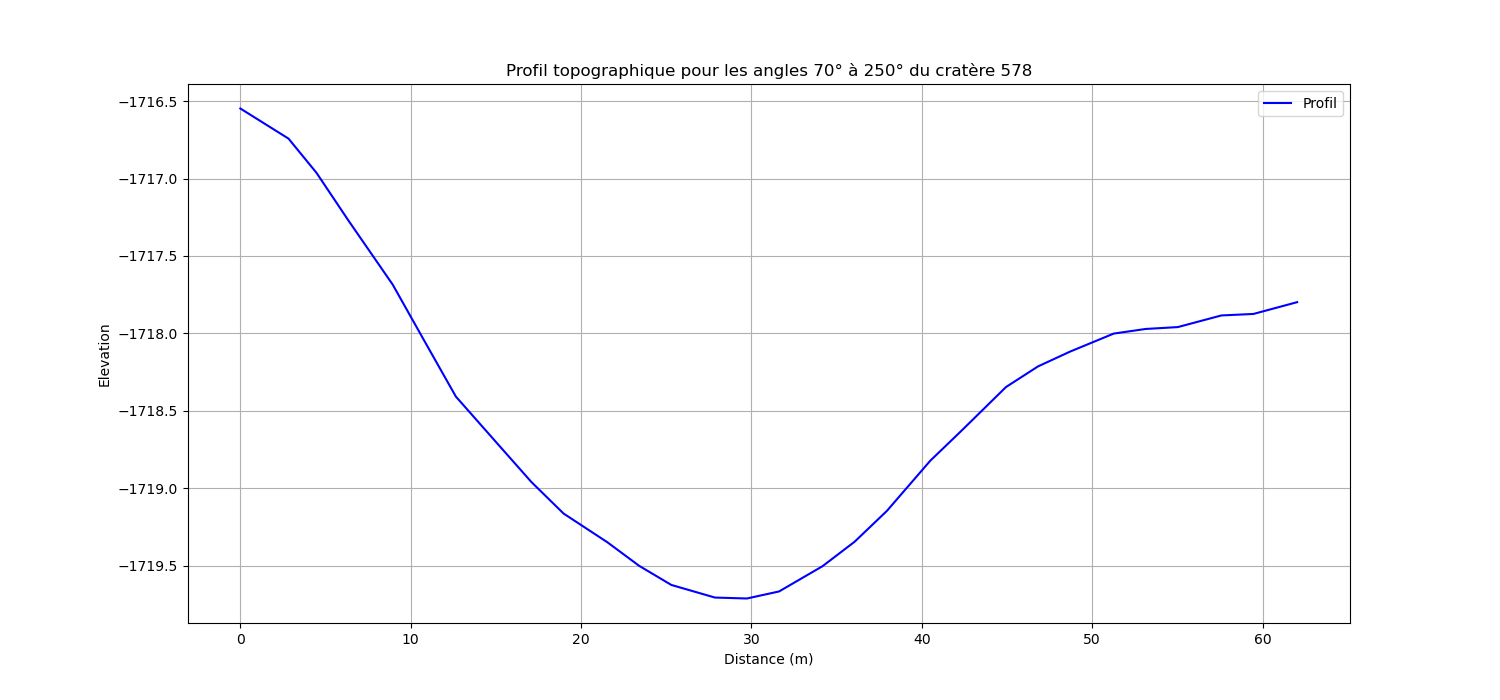 Profil topographique pour les angles 70° à 250° du cratère 578
Profil
−1716.5
−1717.0
−1717.5
−1718.0
−1718.5
−1719.0
−1719.5
Elevation
0 10 20 30 40 50 60
Distance (m)